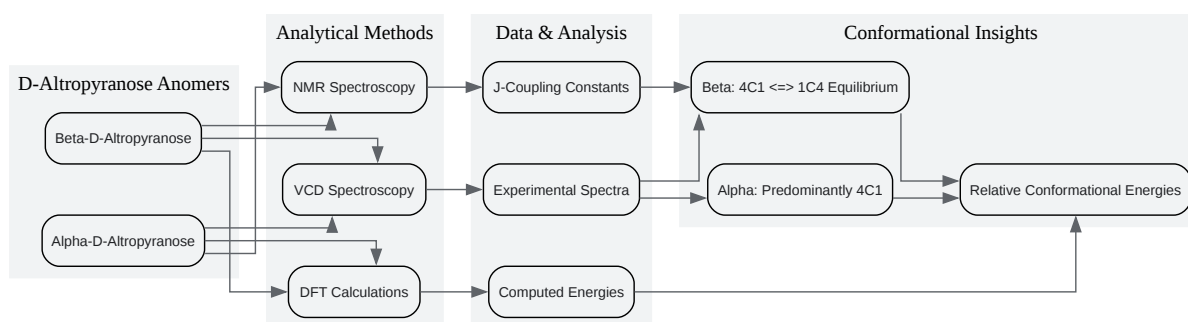 D-Altropyranose Anomers
Beta-D-Altropyranose
Alpha-D-Altropyranose
Analytical Methods
NMR Spectroscopy
VCD Spectroscopy
DFT Calculations
Data & Analysis
J-Coupling Constants
Experimental Spectra
Computed Energies
Conformational Insights
Beta: 4C1 <=> 1C4 Equilibrium
Alpha: Predominantly 4C1
Relative Conformational Energies